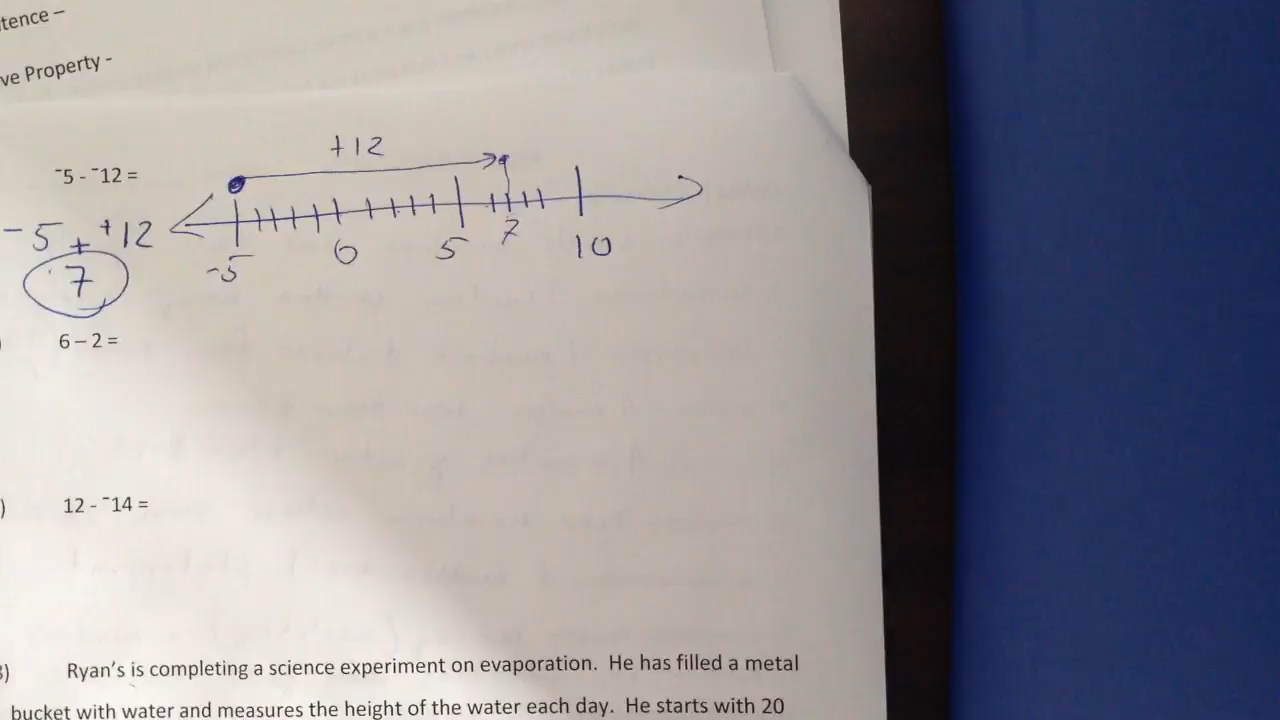 tence –
ve Property -
+12
⁻5 - ⁻12 =
-5 + +12
-5 0 5 7 10
7
6 – 2 =
)
12 - ⁻14 =
)
3) Ryan's is completing a science experiment on evaporation. He has filled a metal
bucket with water and measures the height of the water each day. He starts with 20